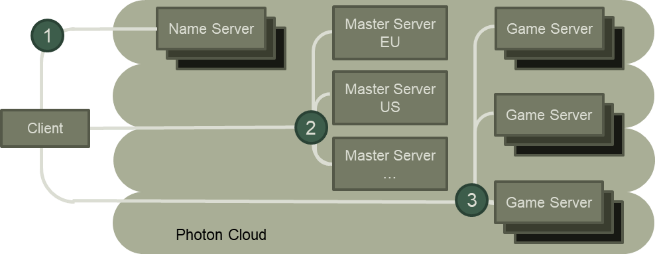 1
Name Server
Master Server
EU
Game Server
Master Server
US
Client
2
Game Server
Master Server
...
3
Game Server
Photon Cloud